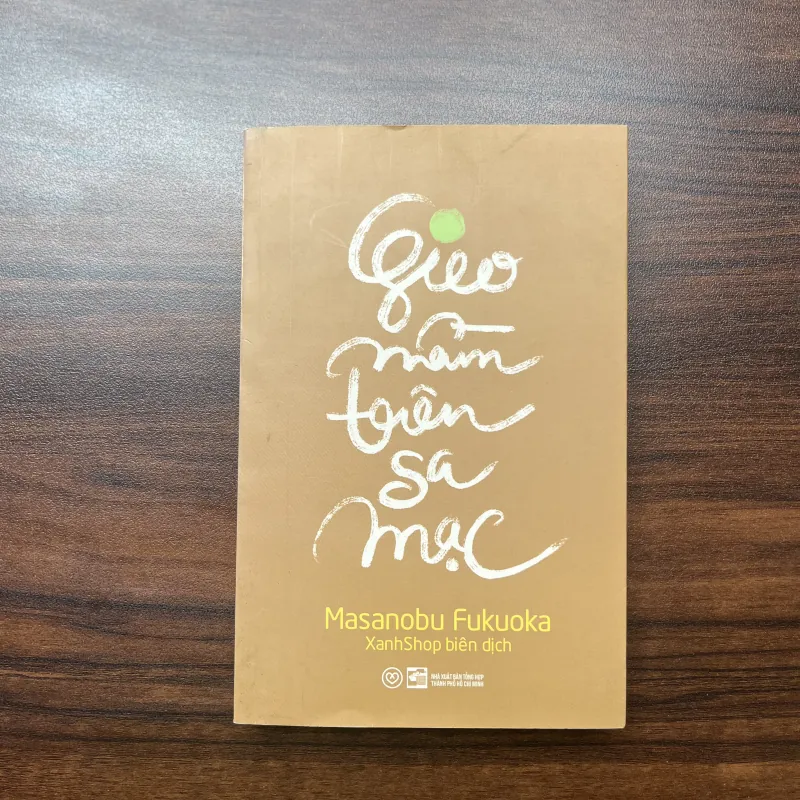 Gieo
mầm
trên
sa
mạc
Masanobu Fukuoka
XanhShop biên dịch
NHÀ XUẤT BẢN TỔNG HỢP
THÀNH PHỐ HỒ CHÍ MINH